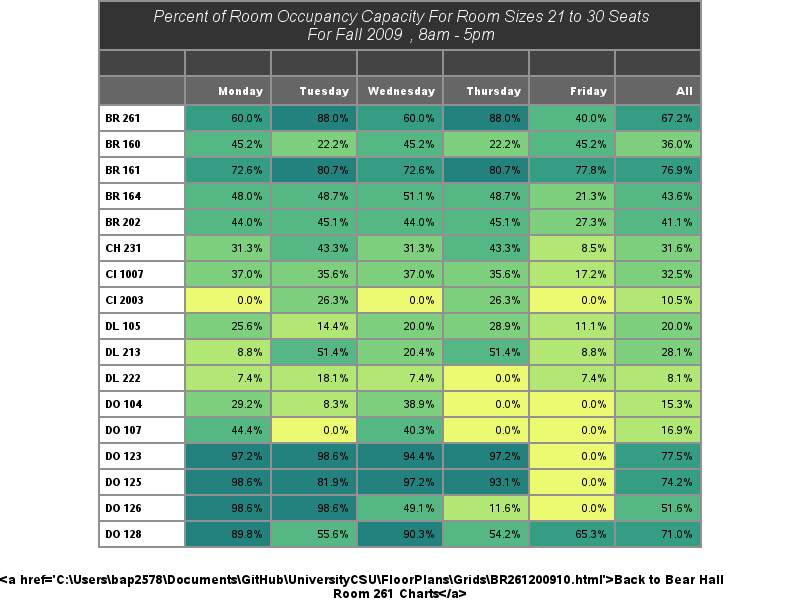 Percent of Room Occupancy Capacity For Room Sizes 21 to 30 Seats
For Fall 2009 , 8am - 5pm
Monday Tuesday Wednesday Thursday Friday All
BR 261 60.0% 88.0% 60.0% 88.0% 40.0% 67.2%
BR 160 45.2% 22.2% 45.2% 22.2% 45.2% 36.0%
BR 161 72.6% 80.7% 72.6% 80.7% 77.8% 76.9%
BR 164 48.0% 48.7% 51.1% 48.7% 21.3% 43.6%
BR 202 44.0% 45.1% 44.0% 45.1% 27.3% 41.1%
CH 231 31.3% 43.3% 31.3% 43.3% 8.5% 31.6%
CI 1007 37.0% 35.6% 37.0% 35.6% 17.2% 32.5%
CI 2003 0.0% 26.3% 0.0% 26.3% 0.0% 10.5%
DL 105 25.6% 14.4% 20.0% 28.9% 11.1% 20.0%
DL 213 8.8% 51.4% 20.4% 51.4% 8.8% 28.1%
DL 222 7.4% 18.1% 7.4% 0.0% 7.4% 8.1%
DO 104 29.2% 8.3% 38.9% 0.0% 0.0% 15.3%
DO 107 44.4% 0.0% 40.3% 0.0% 0.0% 16.9%
DO 123 97.2% 98.6% 94.4% 97.2% 0.0% 77.5%
DO 125 98.6% 81.9% 97.2% 93.1% 0.0% 74.2%
DO 126 98.6% 98.6% 49.1% 11.6% 0.0% 51.6%
DO 128 89.8% 55.6% 90.3% 54.2% 65.3% 71.0%
<a href='C:\Users\bap2578\Documents\GitHub\UniversityCSU\FloorPlans\Grids\BR261200910.html'>Back to Bear Hall
Room 261 Charts</a>